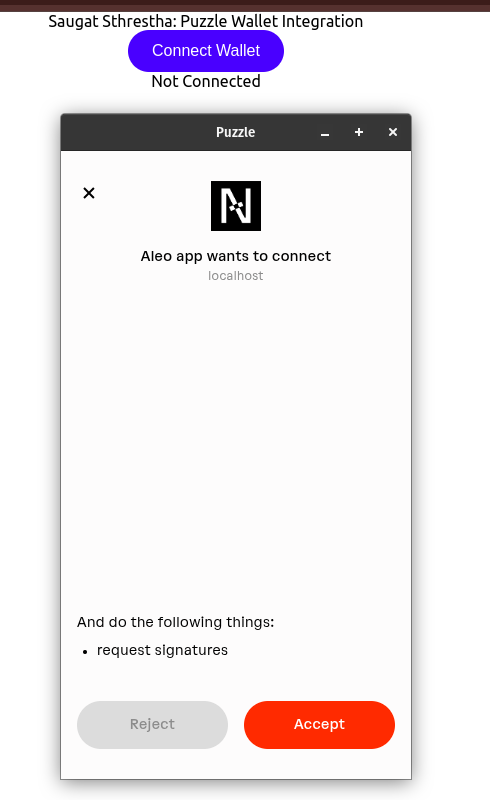 Saugat Sthrestha: Puzzle Wallet Integration
Connect Wallet
Not Connected
Puzzle
Aleo app wants to connect
localhost
And do the following things:
• request signatures
Reject
Accept